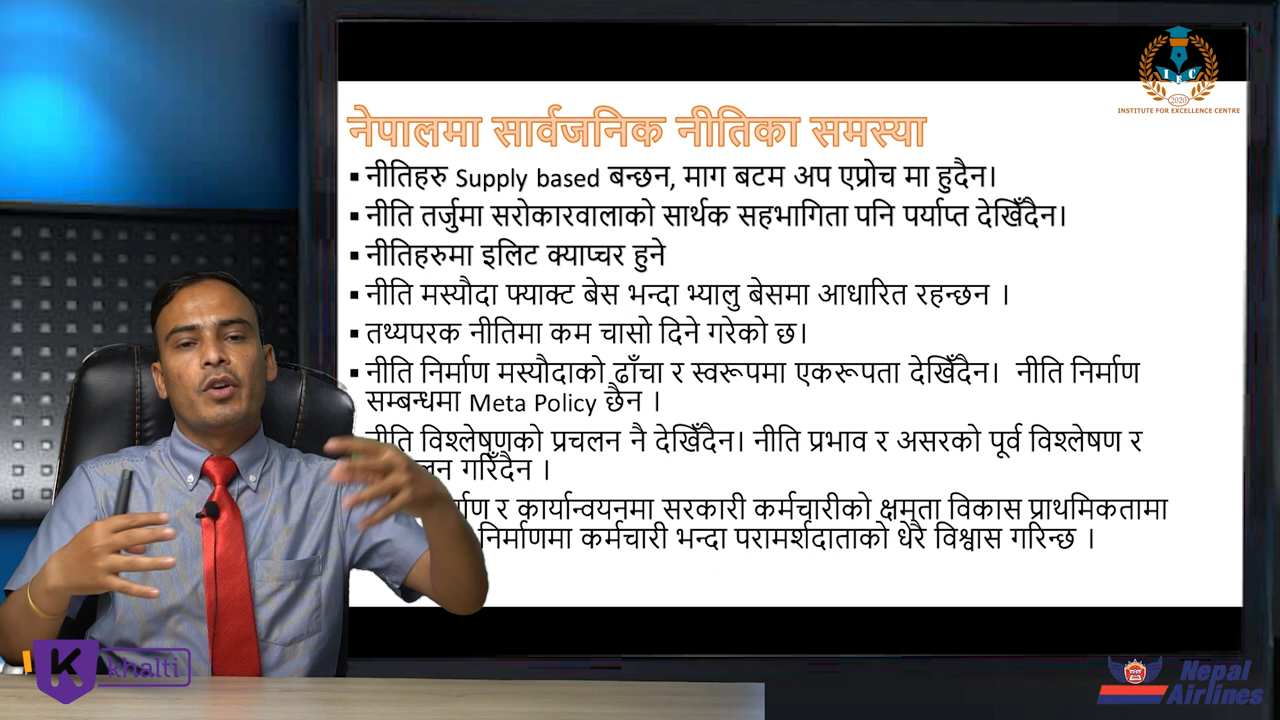 I E C
2020
INSTITUTE FOR EXCELLENCE CENTRE
नेपालमा सार्वजनिक नीतिका समस्या
▪ नीतिहरु Supply based बन्छन, माग बटम अप एप्रोच मा हुदैन।
▪ नीति तर्जुमा सरोकारवालाको सार्थक सहभागिता पनि पर्याप्त देखिँदैन।
▪ नीतिहरुमा इलिट क्याप्चर हुने
▪ नीति मस्यौदा फ्याक्ट बेस भन्दा भ्यालु बेसमा आधारित रहन्छन ।
▪ तथ्यपरक नीतिमा कम चासो दिने गरेको छ।
▪ नीति निर्माण मस्यौदाको ढाँचा र स्वरूपमा एकरूपता देखिँदैन। नीति निर्माण
सम्बन्धमा Meta Policy छैन ।
नीति विश्लेषणको प्रचलन नै देखिँदैन। नीति प्रभाव र असरको पूर्व विश्लेषण र
गरिँदैन ।
र कार्यान्वयनमा सरकारी कर्मचारीको क्षमता विकास प्राथमिकतामा
निर्माणमा कर्मचारी भन्दा परामर्शदाताको धेरै विश्वास गरिन्छ ।
K khalti
Nepal
Airlines